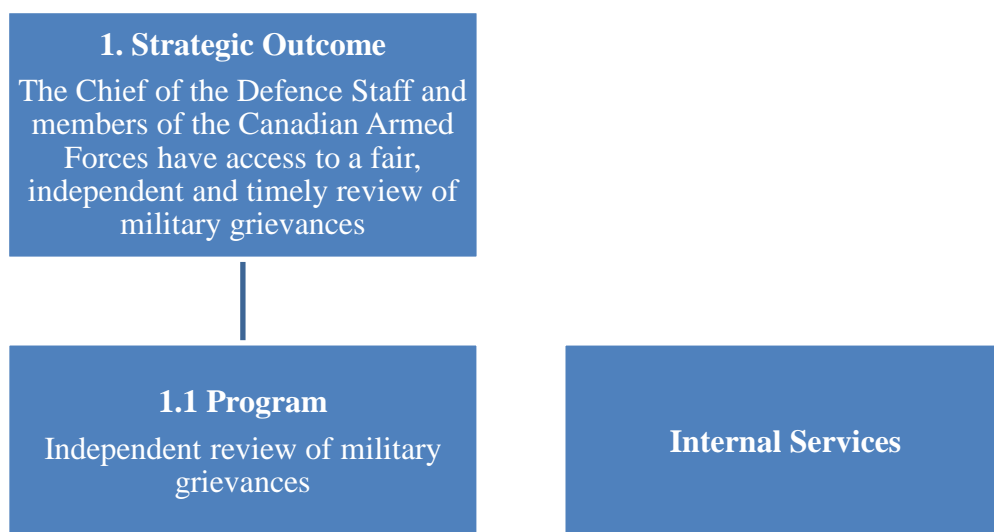 1. Strategic Outcome
The Chief of the Defence Staff and
members of the Canadian Armed
Forces have access to a fair,
independent and timely review of
military grievances
1.1 Program
Independent review of military
grievances
Internal Services